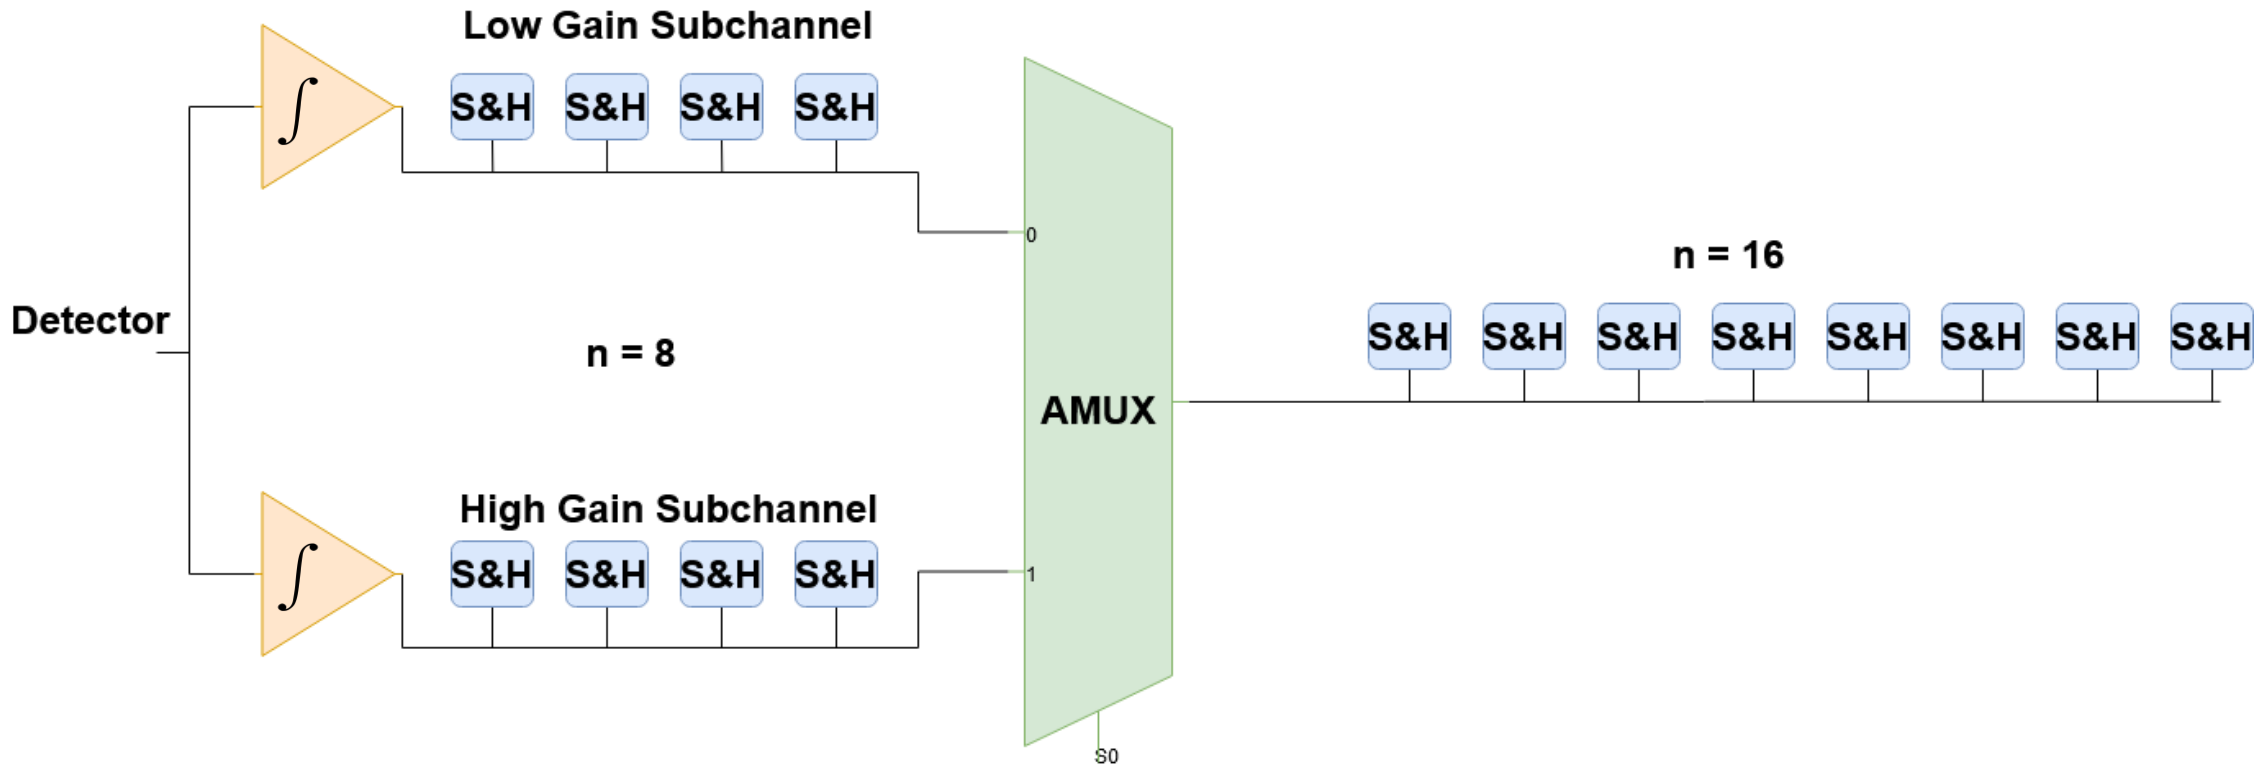 Low Gain Subchannel
∫ S&H S&H S&H S&H
0
n = 16
Detector
S&H S&H S&H S&H S&H S&H S&H S&H
n = 8
AMUX
High Gain Subchannel
∫ S&H S&H S&H S&H
1
S0